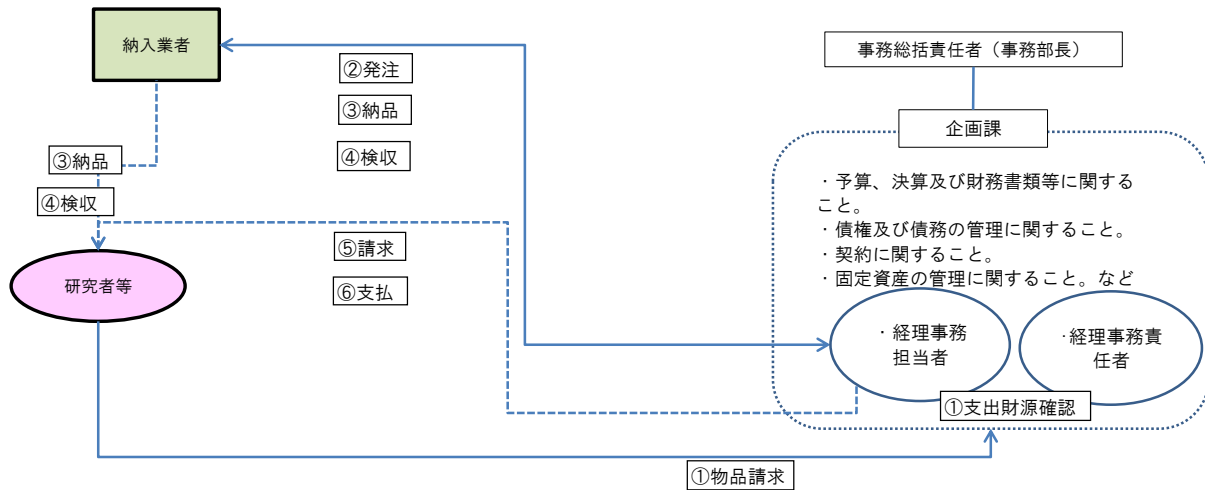 納入業者
②発注
③納品
④検収
事務総括責任者（事務部長）
企画課
③納品
④検収
・予算、決算及び財務書類等に関する
こと。
・債権及び債務の管理に関すること。
・契約に関すること。
・固定資産の管理に関すること。など
⑤請求
⑥支払
研究者等
・経理事務
担当者
・経理事務責
任者
①支出財源確認
①物品請求